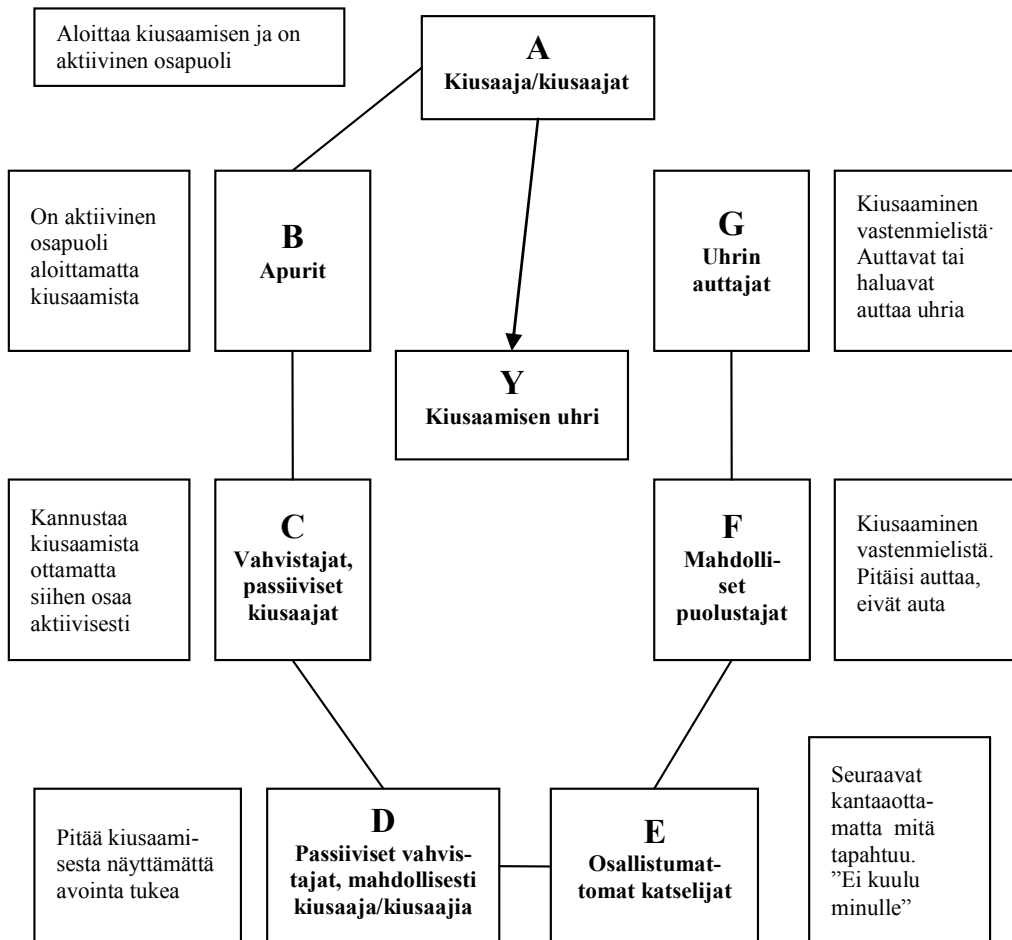 Aloittaa kiusaamisen ja on
aktiivinen osapuoli
A
Kiusaaja/kiusaajat
On aktiivinen
osapuoli
aloittamatta
kiusaamista
B
Apurit
G
Uhrin
auttajat
Kiusaaminen
vastenmielistä.
Auttavat tai
haluavat
auttaa uhria
Y
Kiusaamisen uhri
Kannustaa
kiusaamista
ottamatta
siihen osaa
aktiivisesti
C
Vahvistajat,
passiiviset
kiusaajat
F
Mahdolli-
set
puolustajat
Kiusaaminen
vastenmielistä.
Pitäisi auttaa,
eivät auta
Pitää kiusaami-
sesta näyttämättä
avointa tukea
D
Passiiviset vahvis-
tajat, mahdollisesti
kiusaaja/kiusaajia
E
Osallistumat-
tomat katselijat
Seuraavat
kantaaotta-
matta mitä
tapahtuu.
”Ei kuulu
minulle”